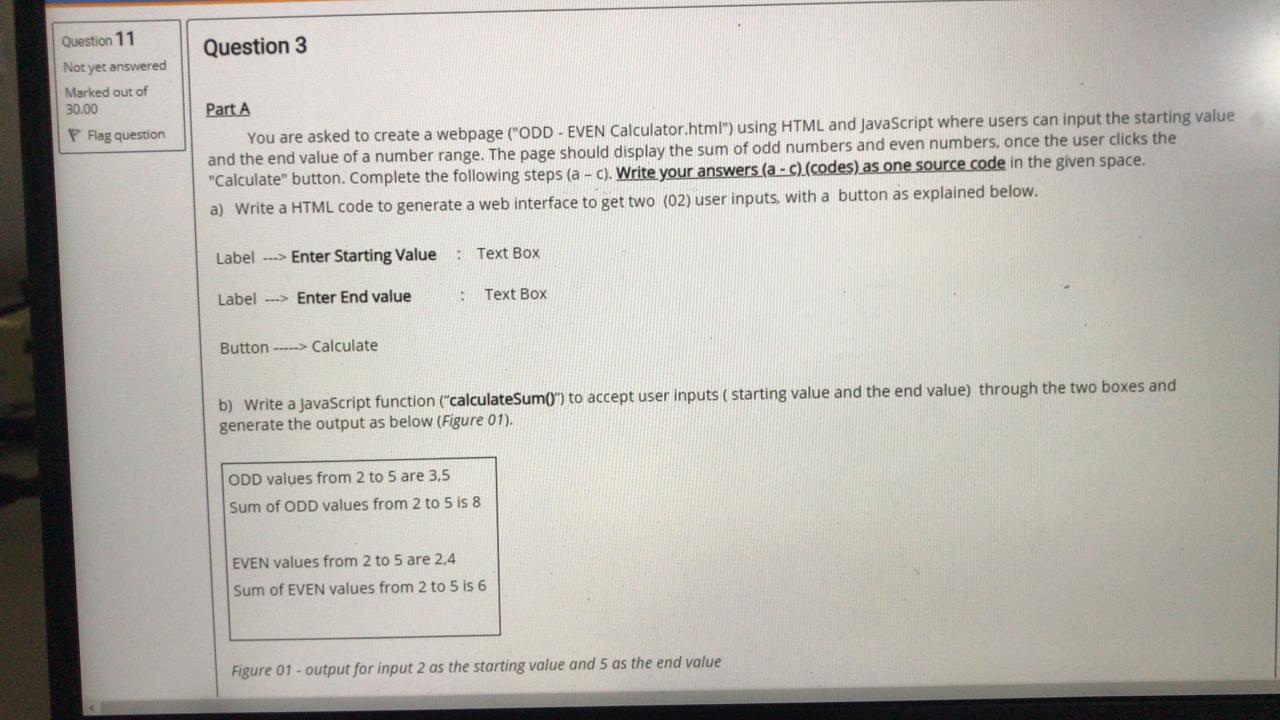 Question 11
Not yet answered
Marked out of
30.00
Flag question
Question 3
Part A
You are asked to create a webpage ("ODD - EVEN Calculator.html") using HTML and JavaScript where users can input the starting value
and the end value of a number range. The page should display the sum of odd numbers and even numbers, once the user clicks the
"Calculate" button. Complete the following steps (a – c). Write your answers (a - c) (codes) as one source code in the given space.
a) Write a HTML code to generate a web interface to get two (02) user inputs, with a button as explained below.
Label ---> Enter Starting Value : Text Box
Label ---> Enter End value : Text Box
Button -----> Calculate
b) Write a JavaScript function ("calculateSum()") to accept user inputs ( starting value and the end value) through the two boxes and
generate the output as below (Figure 01).
ODD values from 2 to 5 are 3,5
Sum of ODD values from 2 to 5 is 8
EVEN values from 2 to 5 are 2,4
Sum of EVEN values from 2 to 5 is 6
Figure 01 - output for input 2 as the starting value and 5 as the end value